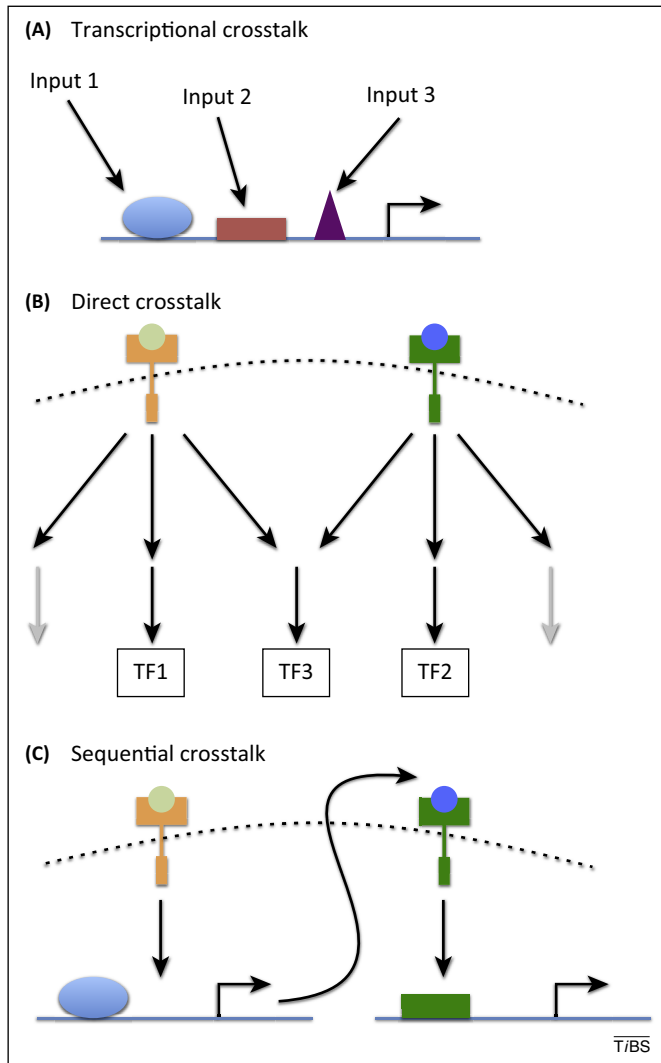 (A) Transcriptional crosstalk
Input 1
Input 2
Input 3
(B) Direct crosstalk
TF1
TF3
TF2
(C) Sequential crosstalk
TiBS